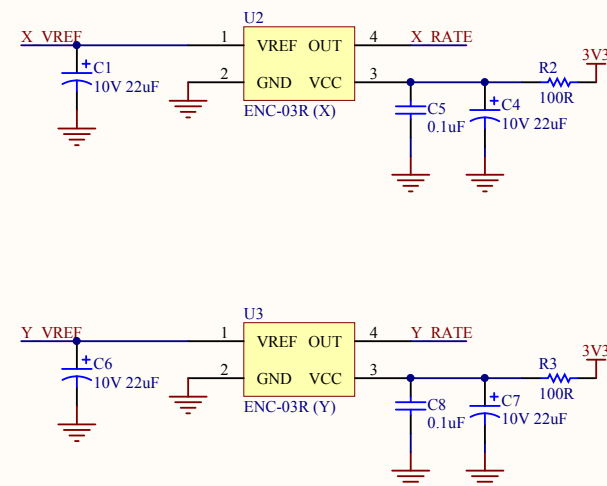 U2
X_VREF
1
VREF OUT
4
X_RATE
+
C1
10V 22uF
2
GND VCC
3
ENC-03R (X)
C5
0.1uF
+
C4
10V 22uF
R2
100R
3V3
U3
Y_VREF
1
VREF OUT
4
Y_RATE
+
C6
10V 22uF
2
GND VCC
3
ENC-03R (Y)
C8
0.1uF
+
C7
10V 22uF
R3
100R
3V3